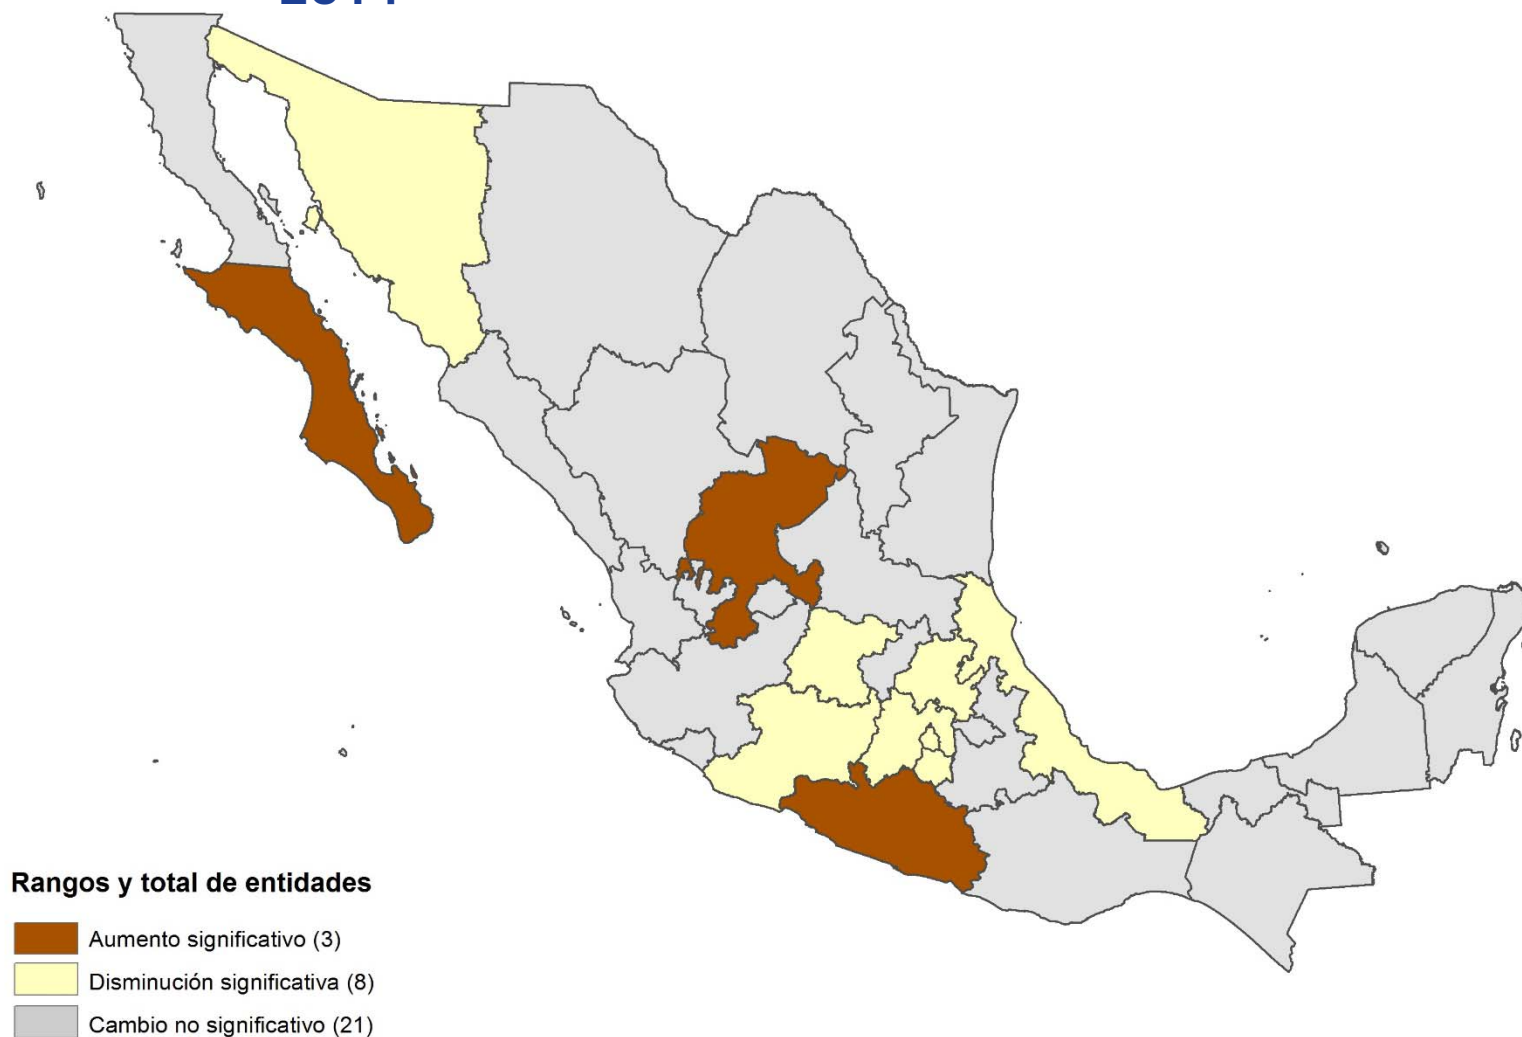 Rangos y total de entidades
Aumento significativo (3)
Disminución significativa (8)
Cambio no significativo (21)